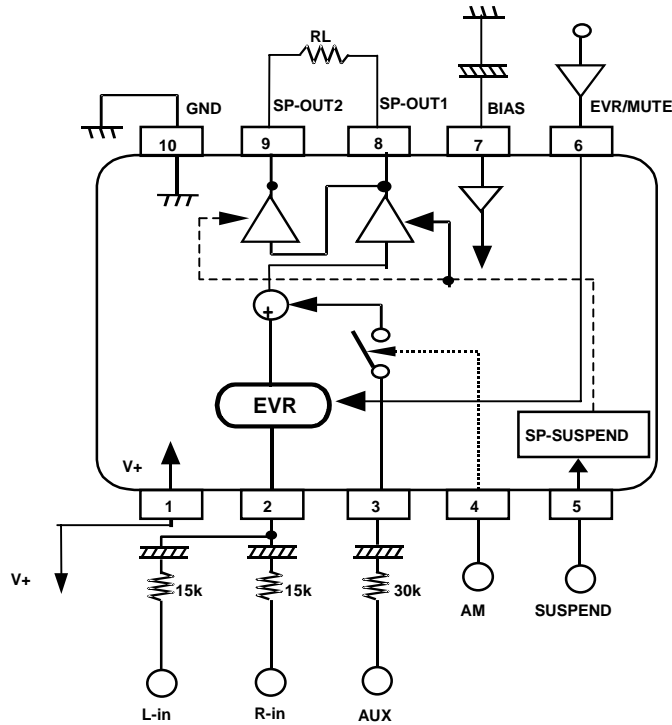 RL
GND
SP-OUT2
SP-OUT1
BIAS
EVR/MUTE
10
9
8
7
6
+
EVR
SP-SUSPEND
V+
1
2
3
4
5
V+
15k
15k
30k
AM
SUSPEND
L-in
R-in
AUX